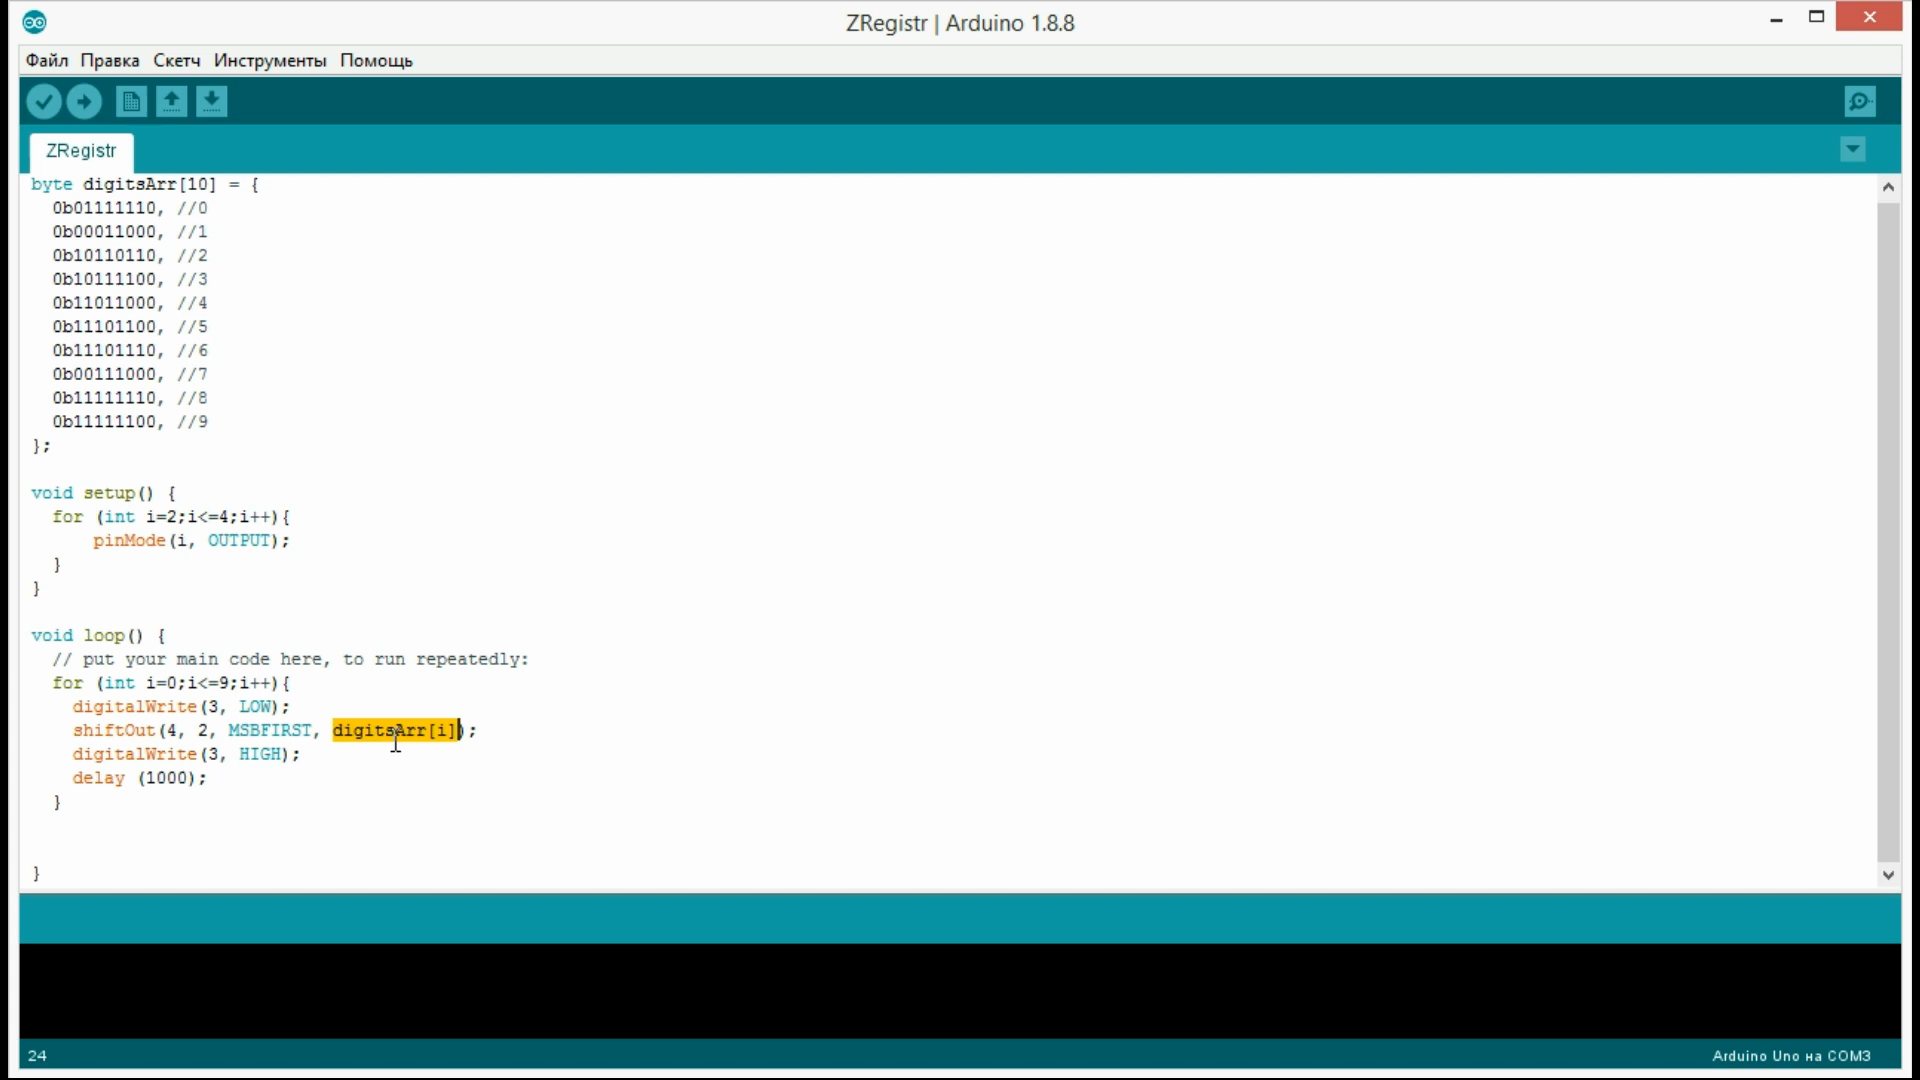 ZRegistr | Arduino 1.8.8
Файл Правка Скетч Инструменты Помощь
ZRegistr
byte digitsArr[10] = {
  0b01111110, //0
  0b00011000, //1
  0b10110110, //2
  0b10111100, //3
  0b11011000, //4
  0b11101100, //5
  0b11101110, //6
  0b00111000, //7
  0b11111110, //8
  0b11111100, //9
};
void setup() {
  for (int i=2;i<=4;i++){
      pinMode(i, OUTPUT);
  }
}
void loop() {
  // put your main code here, to run repeatedly:
  for (int i=0;i<=9;i++){
    digitalWrite(3, LOW);
    shiftOut(4, 2, MSBFIRST, digitsArr[i]);
    digitalWrite(3, HIGH);
    delay (1000);
  }
}
24
Arduino Uno на COM3